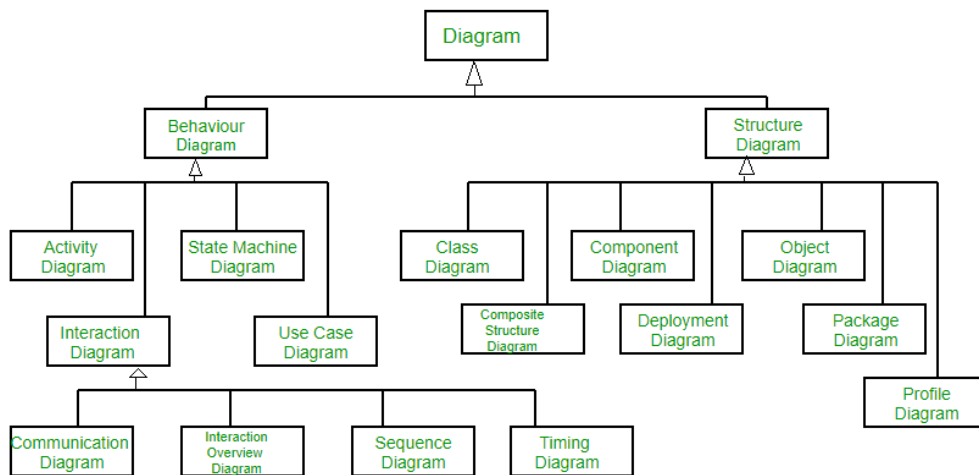 Diagram
Behaviour
Diagram
Structure
Diagram
Activity
Diagram
State Machine
Diagram
Class
Diagram
Component
Diagram
Object
Diagram
Interaction
Diagram
Use Case
Diagram
Composite
Structure
Diagram
Deployment
Diagram
Package
Diagram
Profile
Diagram
Communication
Diagram
Interaction
Overview
Diagram
Sequence
Diagram
Timing
Diagram